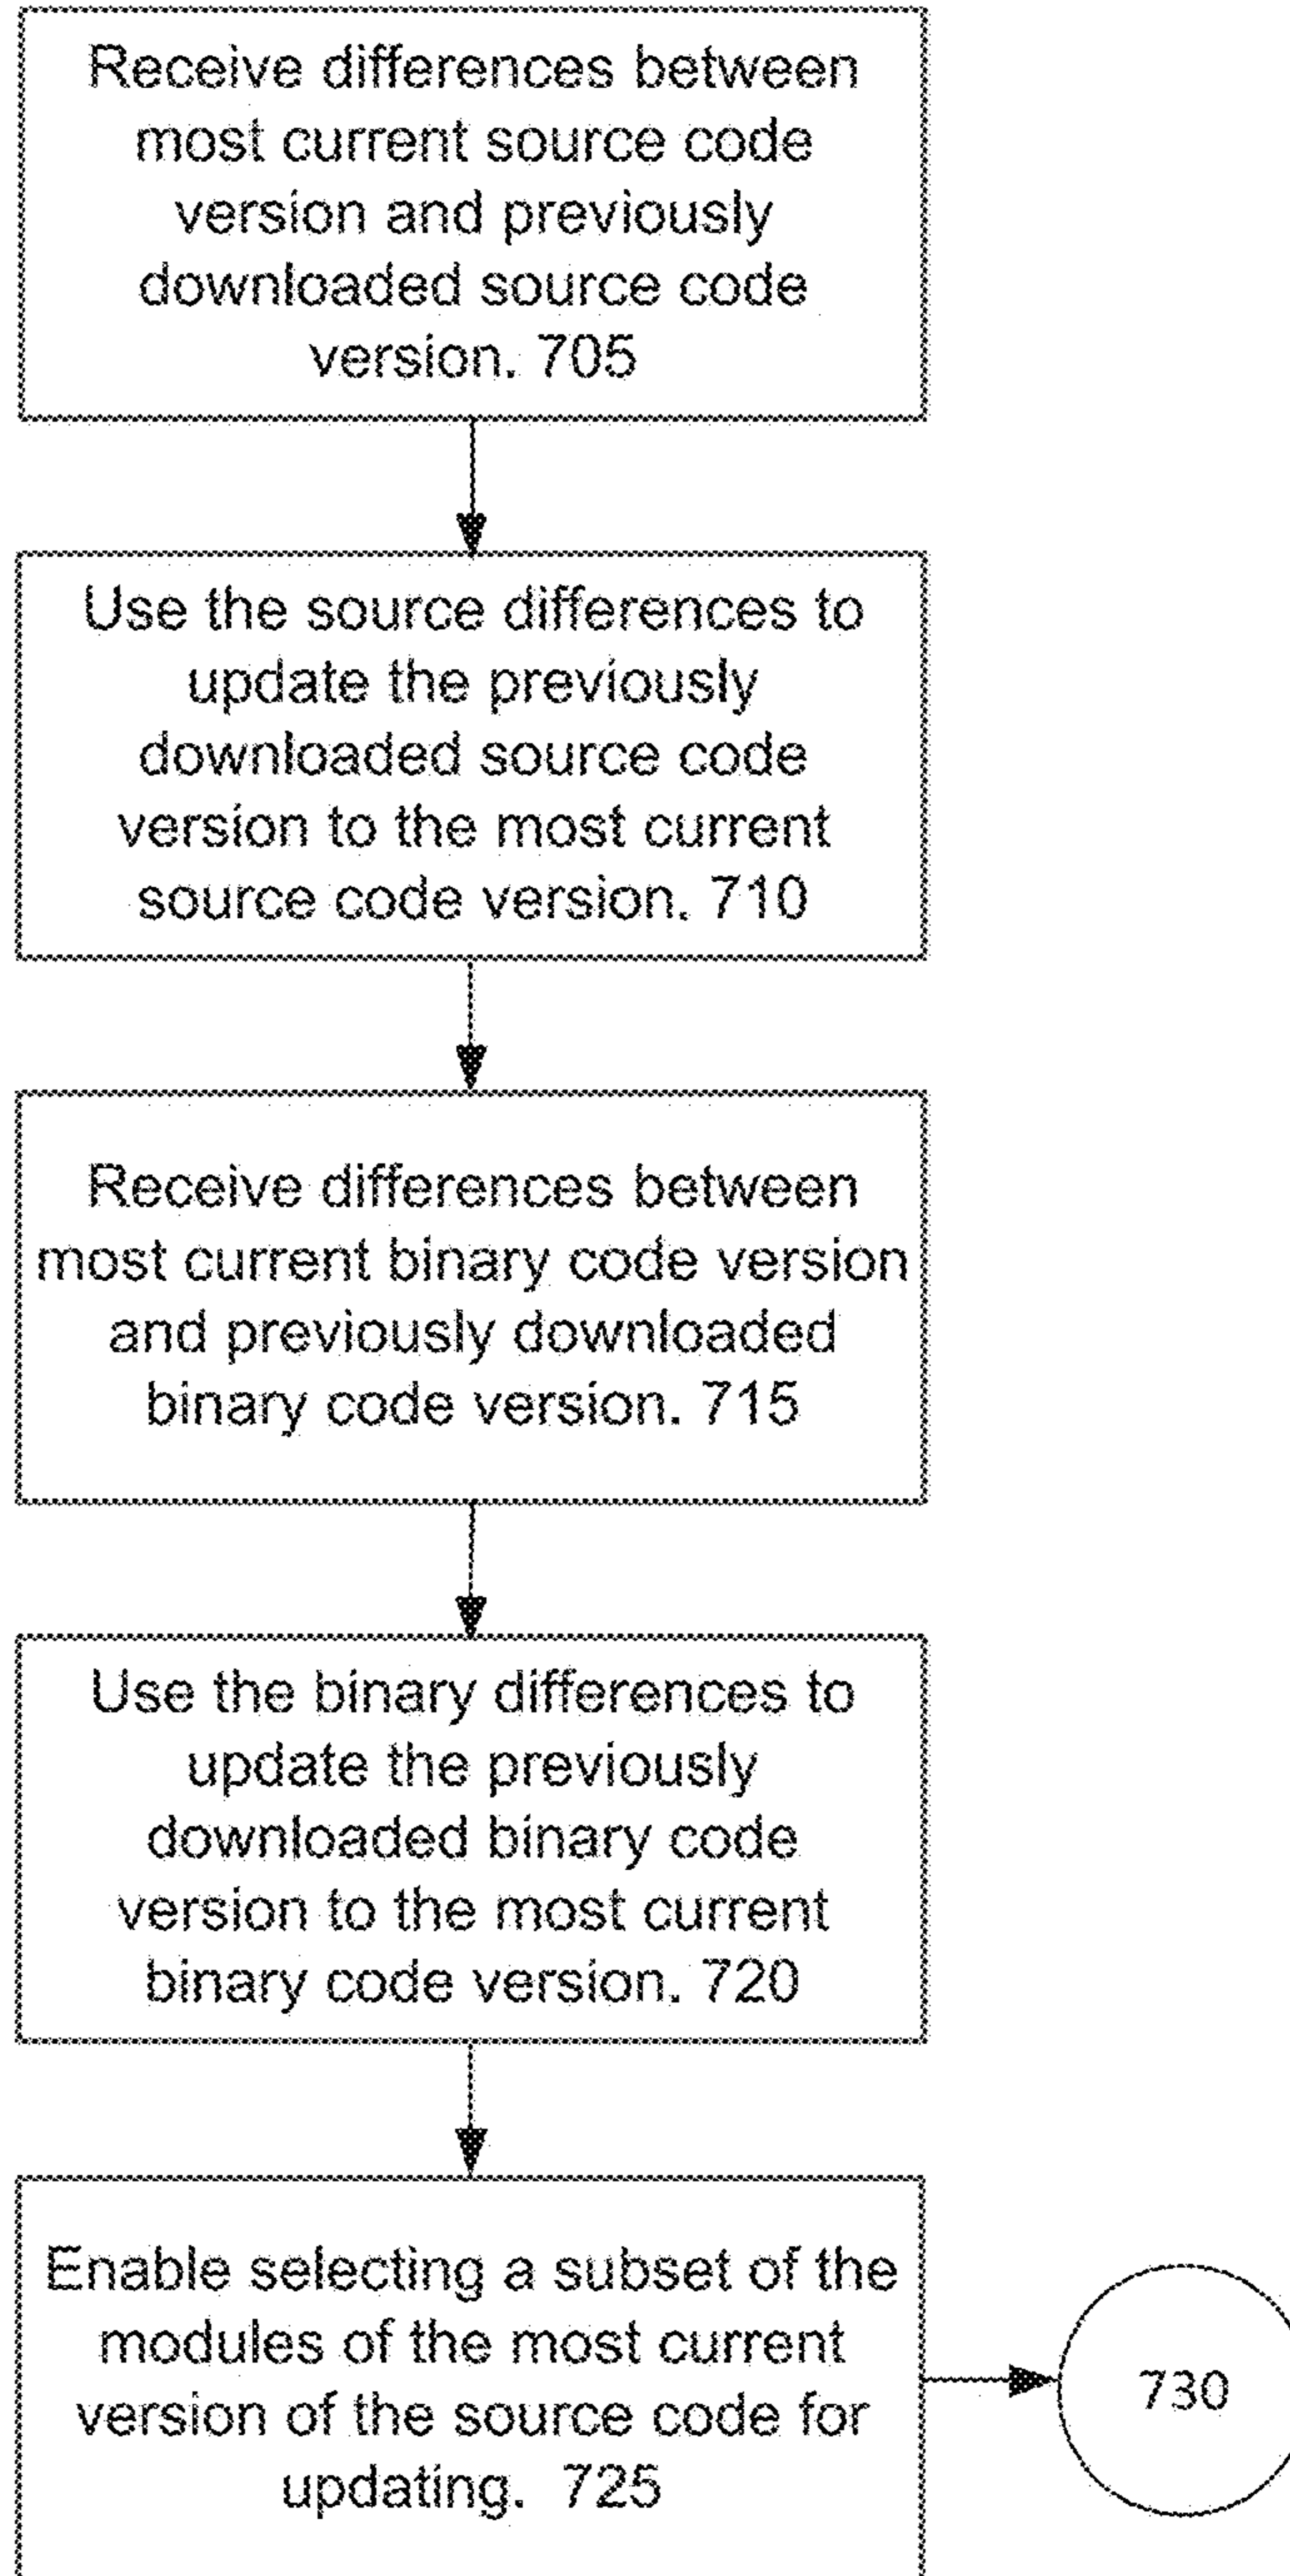 Receive differences between
most current source code
version and previously
downloaded source code
version. 705
Use the source differences to
update the previously
downloaded source code
version to the most current
source code version. 710
Receive differences between
most current binary code version
and previously downloaded
binary code version. 715
Use the binary differences to
update the previously
downloaded binary code
version to the most current
binary code version. 720
Enable selecting a subset of the
modules of the most current
version of the source code for
updating. 725
730